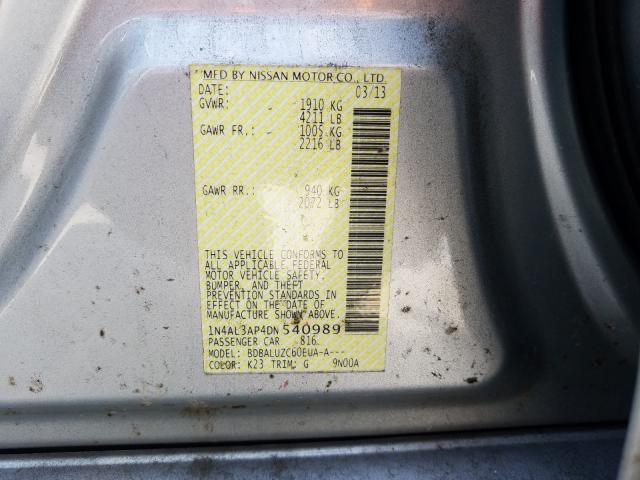 MFD BY NISSAN MOTOR CO., LTD.
DATE: 03/13
GVWR: 1910 KG
4211 LB
GAWR FR.: 1005 KG
2216 LB
GAWR RR.: 940 KG
2072 LB
THIS VEHICLE CONFORMS TO
ALL APPLICABLE FEDERAL
MOTOR VEHICLE SAFETY,
BUMPER, AND THEFT
PREVENTION STANDARDS IN
EFFECT ON THE DATE OF
MANUFACTURE SHOWN ABOVE.
1N4AL3AP4DN 540989
PASSENGER CAR 816
MODEL: BDBALUZC60EUA-A---
COLOR: K23 TRIM: G 9N00A